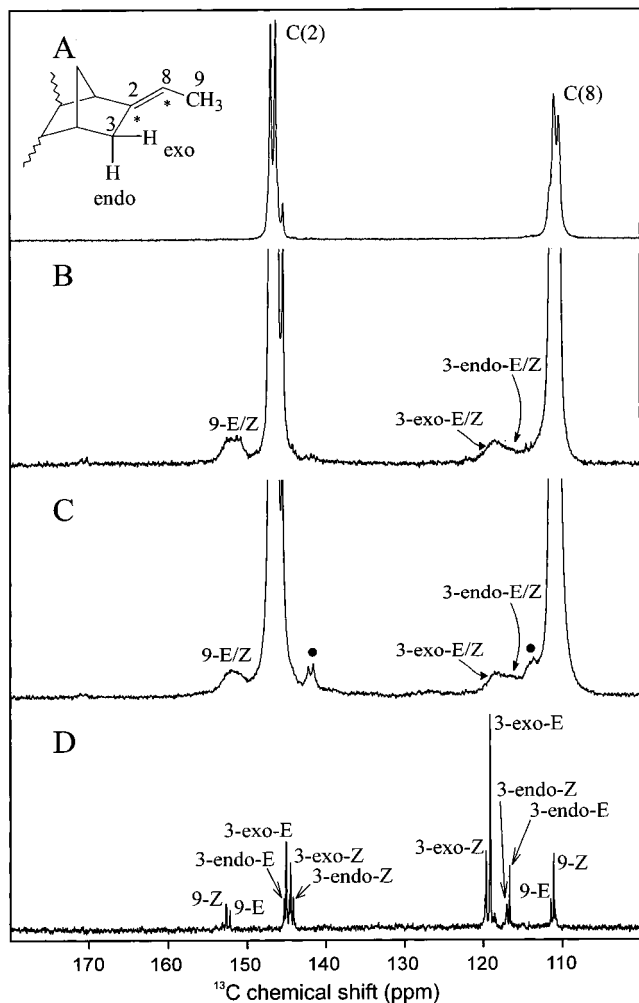 A
C(2)
C(8)
2
8
9
*
*
CH₃
3
H
exo
H
endo
B
9-E/Z
3-exo-E/Z
3-endo-E/Z
C
9-E/Z
3-exo-E/Z
3-endo-E/Z
D
3-exo-E
3-endo-Z
3-endo-E
3-exo-E
3-endo-E
3-exo-Z
3-endo-Z
3-exo-Z
9-Z
9-E
9-E
9-Z
170 160 150 140 130 120 110
¹³C chemical shift (ppm)